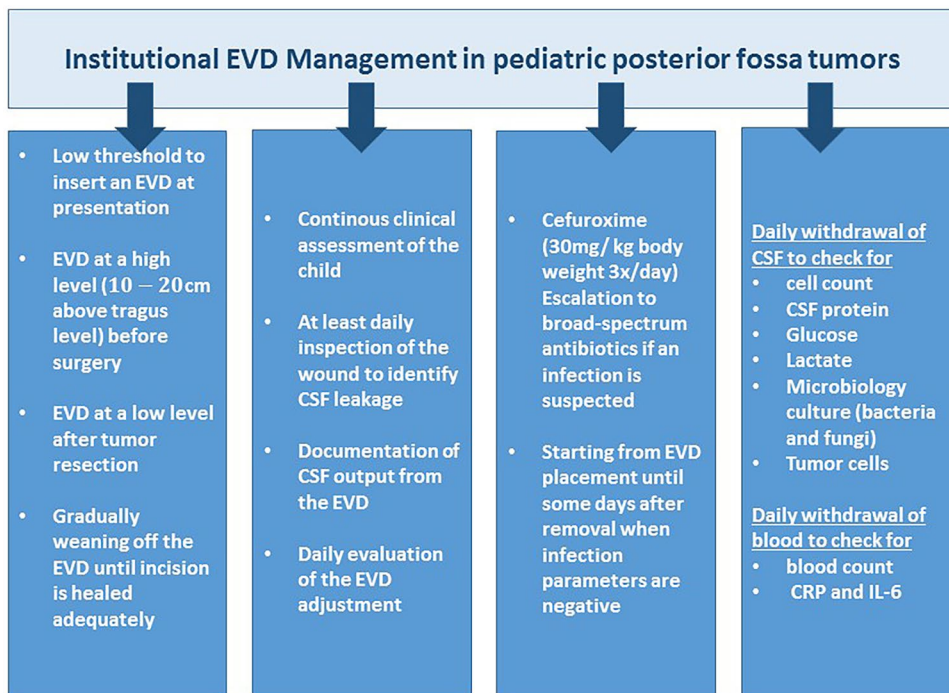 Institutional EVD Management in pediatric posterior fossa tumors
• Low threshold to
insert an EVD at
presentation
• EVD at a high
level (10 − 20cm
above tragus
level) before
surgery
• EVD at a low level
after tumor
resection
• Gradually
weaning off the
EVD until incision
is healed
adequately
• Continous clinical
assessment of the
child
• At least daily
inspection of the
wound to identify
CSF leakage
• Documentation of
CSF output from
the EVD
• Daily evaluation
of the EVD
adjustment
• Cefuroxime
(30mg/ kg body
weight 3x/day)
Escalation to
broad-spectrum
antibiotics if an
infection is
suspected
• Starting from EVD
placement until
some days after
removal when
infection
parameters are
negative
Daily withdrawal of
CSF to check for
• cell count
• CSF protein
• Glucose
• Lactate
• Microbiology
culture (bacteria
and fungi)
• Tumor cells
Daily withdrawal of
blood to check for
• blood count
• CRP and IL-6